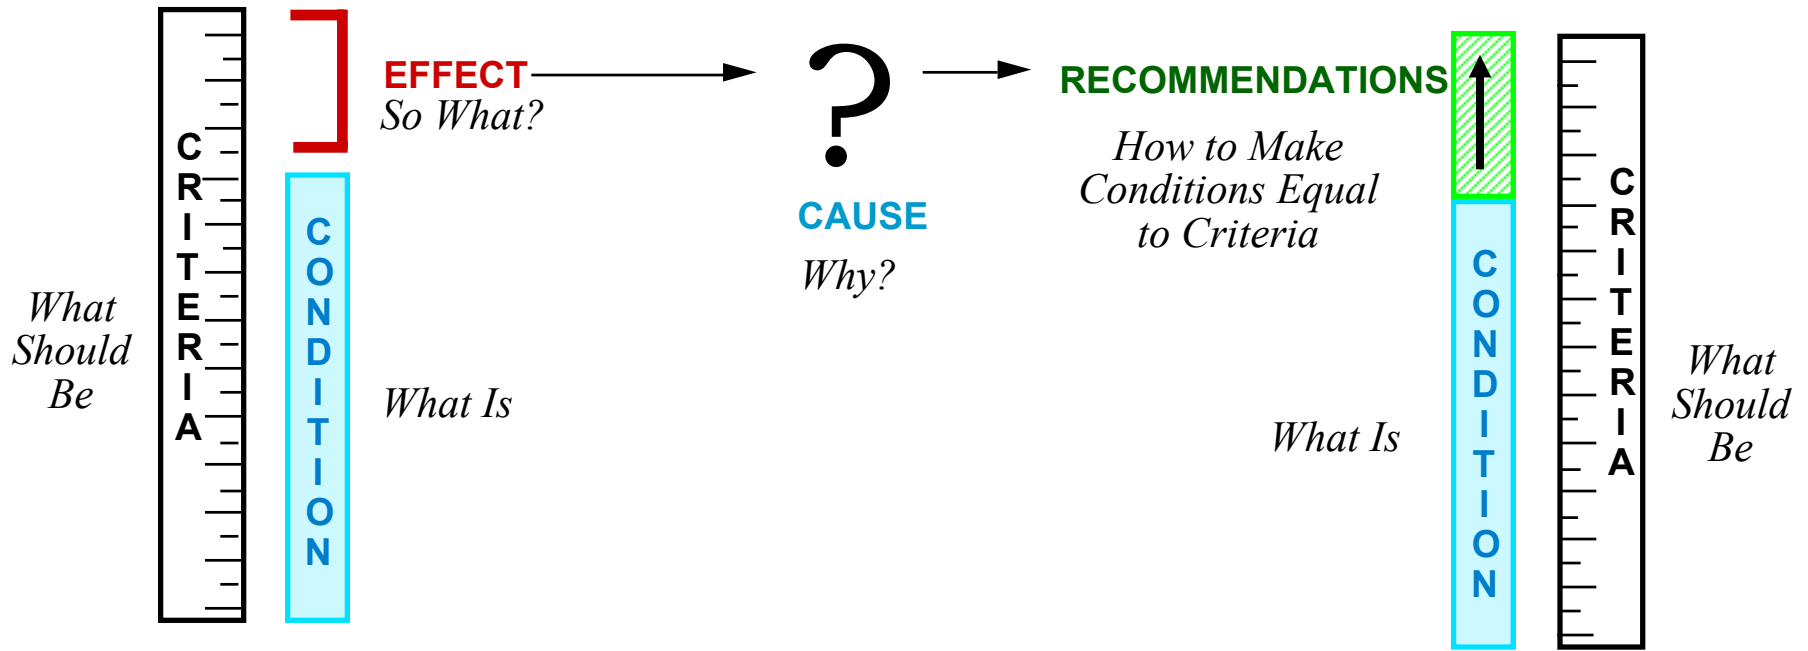 What
Should
Be
CRITERIA
CONDITION
EFFECT
So What?
What Is
?
CAUSE
Why?
RECOMMENDATIONS
How to Make
Conditions Equal
to Criteria
What Is
CONDITION
CRITERIA
What
Should
Be